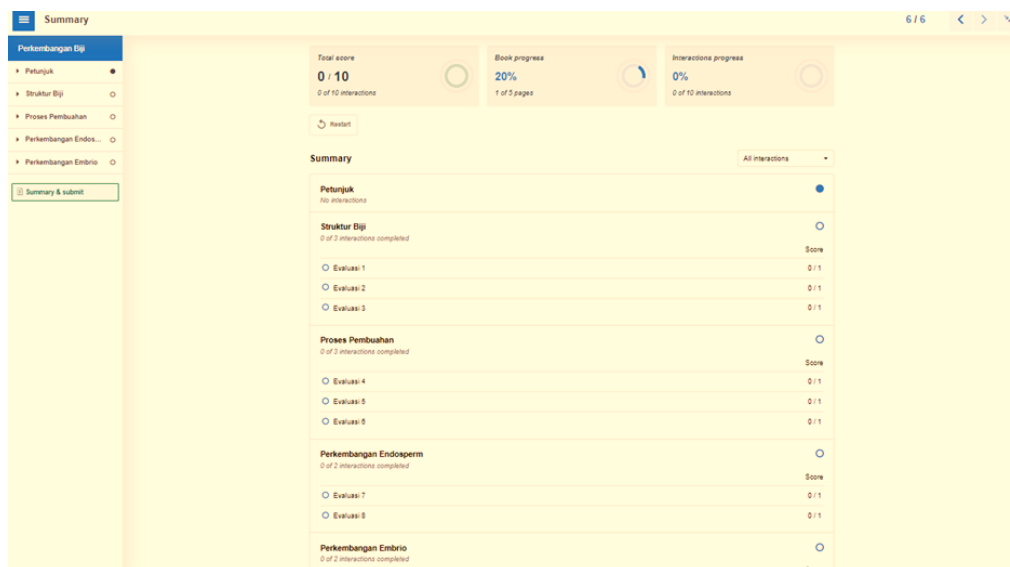 Summary
6 / 6
Perkembangan Biji
Petunjuk
Struktur Biji
Proses Pembuahan
Perkembangan Endos...
Perkembangan Embrio
Summary & submit
Total score
0 / 10
0 of 10 interactions
Book progress
20%
1 of 5 pages
Interactions progress
0%
0 of 10 interactions
Restart
Summary
All interactions
Petunjuk
No interactions
Struktur Biji
0 of 3 interactions completed
Score
Evaluasi 1 0 / 1
Evaluasi 2 0 / 1
Evaluasi 3 0 / 1
Proses Pembuahan
0 of 3 interactions completed
Score
Evaluasi 4 0 / 1
Evaluasi 5 0 / 1
Evaluasi 6 0 / 1
Perkembangan Endosperm
0 of 2 interactions completed
Score
Evaluasi 7 0 / 1
Evaluasi 8 0 / 1
Perkembangan Embrio
0 of 2 interactions completed